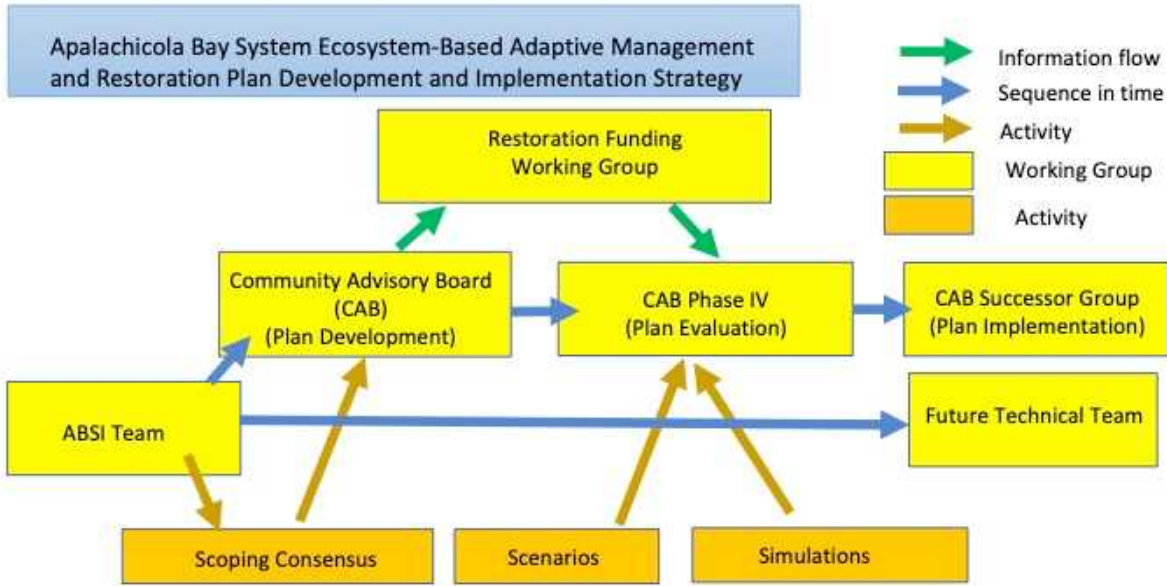 Apalachicola Bay System Ecosystem-Based Adaptive Management
and Restoration Plan Development and Implementation Strategy
Information flow
Sequence in time
Activity
Working Group
Activity
Restoration Funding
Working Group
Community Advisory Board
(CAB)
(Plan Development)
CAB Phase IV
(Plan Evaluation)
CAB Successor Group
(Plan Implementation)
ABSI Team
Future Technical Team
Scoping Consensus
Scenarios
Simulations